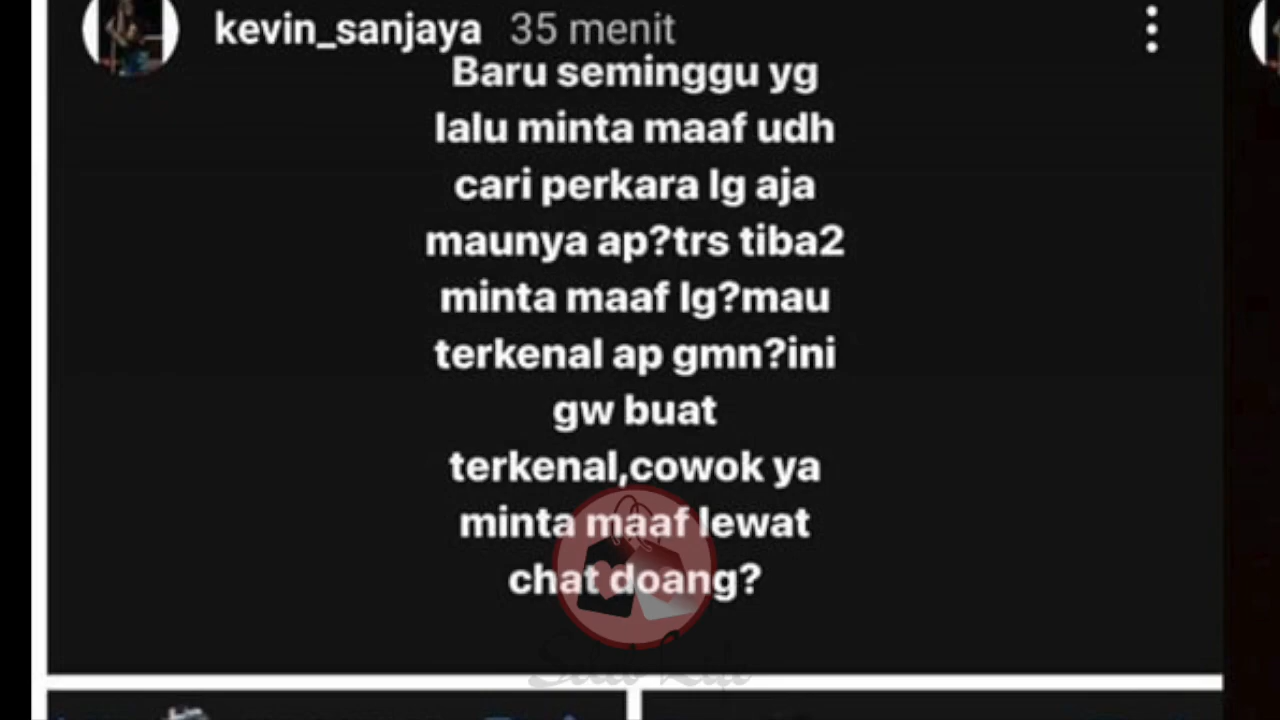 kevin_sanjaya 35 menit
Baru seminggu yg
lalu minta maaf udh
cari perkara lg aja
maunya ap?trs tiba2
minta maaf lg?mau
terkenal ap gmn?ini
gw buat
terkenal,cowok ya
minta maaf lewat
chat doang?